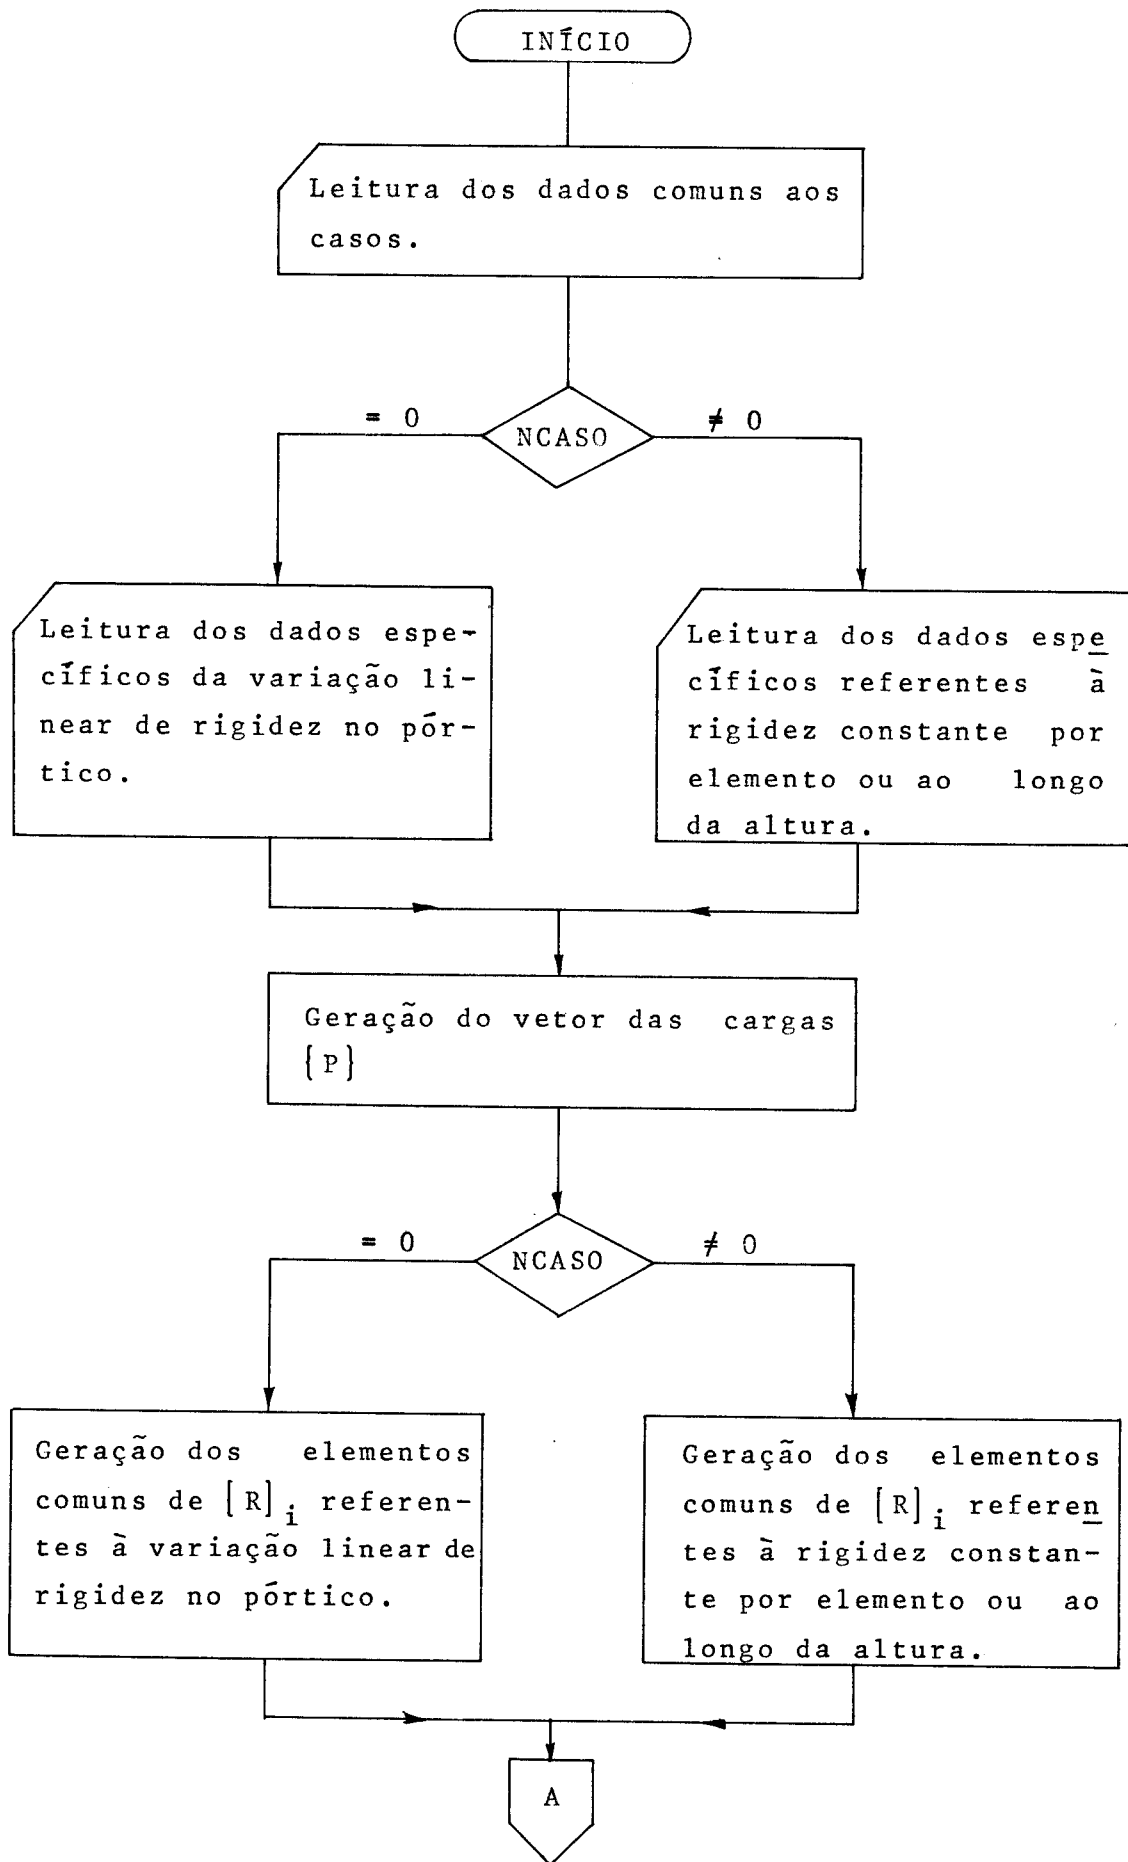 INÍCIO
Leitura dos dados comuns aos
casos.
= 0
NCASO
≠ 0
Leitura dos dados espe-
cíficos da variação li-
near de rigidez no pór-
tico.
Leitura dos dados espe
cíficos referentes à
rigidez constante por
elemento ou ao longo
da altura.
Geração do vetor das cargas
{P}
= 0
NCASO
≠ 0
Geração dos elementos
comuns de [R]i referen-
tes à variação linear de
rigidez no pórtico.
Geração dos elementos
comuns de [R]i referen
tes à rigidez constan-
te por elemento ou ao
longo da altura.
A